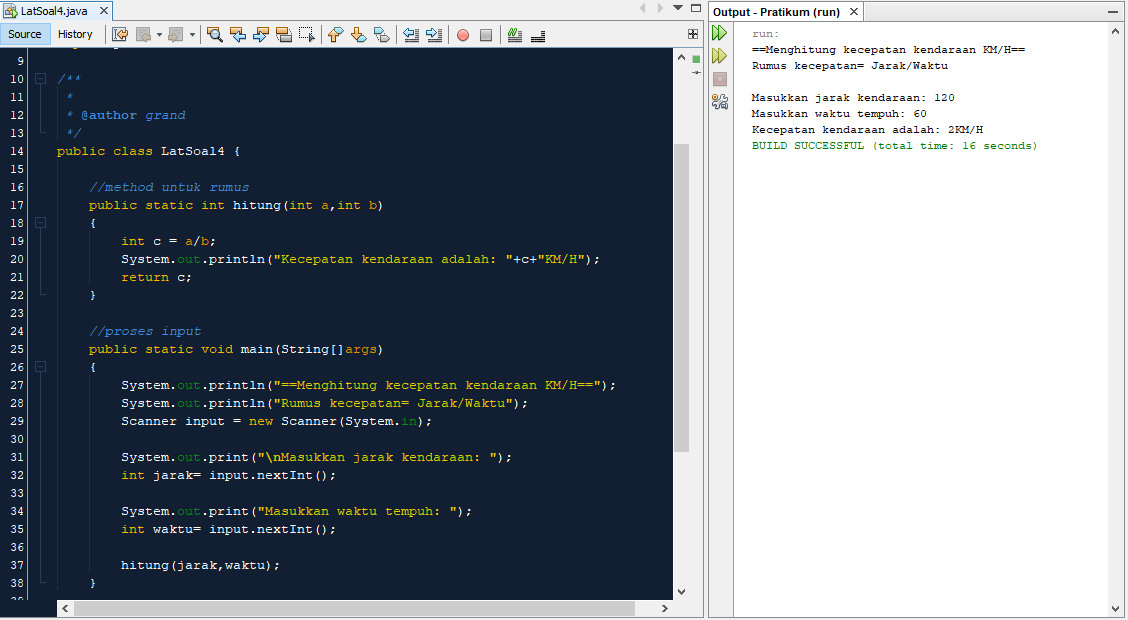 LatSoal4.java
Source History
9
10 /**
11 *
12 * @author grand
13 */
14 public class LatSoal4 {
15
16 //method untuk rumus
17 public static int hitung(int a,int b)
18 {
19 int c = a/b;
20 System.out.println("Kecepatan kendaraan adalah: "+c+"KM/H");
21 return c;
22 }
23
24 //proses input
25 public static void main(String[]args)
26 {
27 System.out.println("==Menghitung kecepatan kendaraan KM/H==");
28 System.out.println("Rumus kecepatan= Jarak/Waktu");
29 Scanner input = new Scanner(System.in);
30
31 System.out.print("\nMasukkan jarak kendaraan: ");
32 int jarak= input.nextInt();
33
34 System.out.print("Masukkan waktu tempuh: ");
35 int waktu= input.nextInt();
36
37 hitung(jarak,waktu);
38 }
Output - Pratikum (run)
run:
==Menghitung kecepatan kendaraan KM/H==
Rumus kecepatan= Jarak/Waktu
Masukkan jarak kendaraan: 120
Masukkan waktu tempuh: 60
Kecepatan kendaraan adalah: 2KM/H
BUILD SUCCESSFUL (total time: 16 seconds)